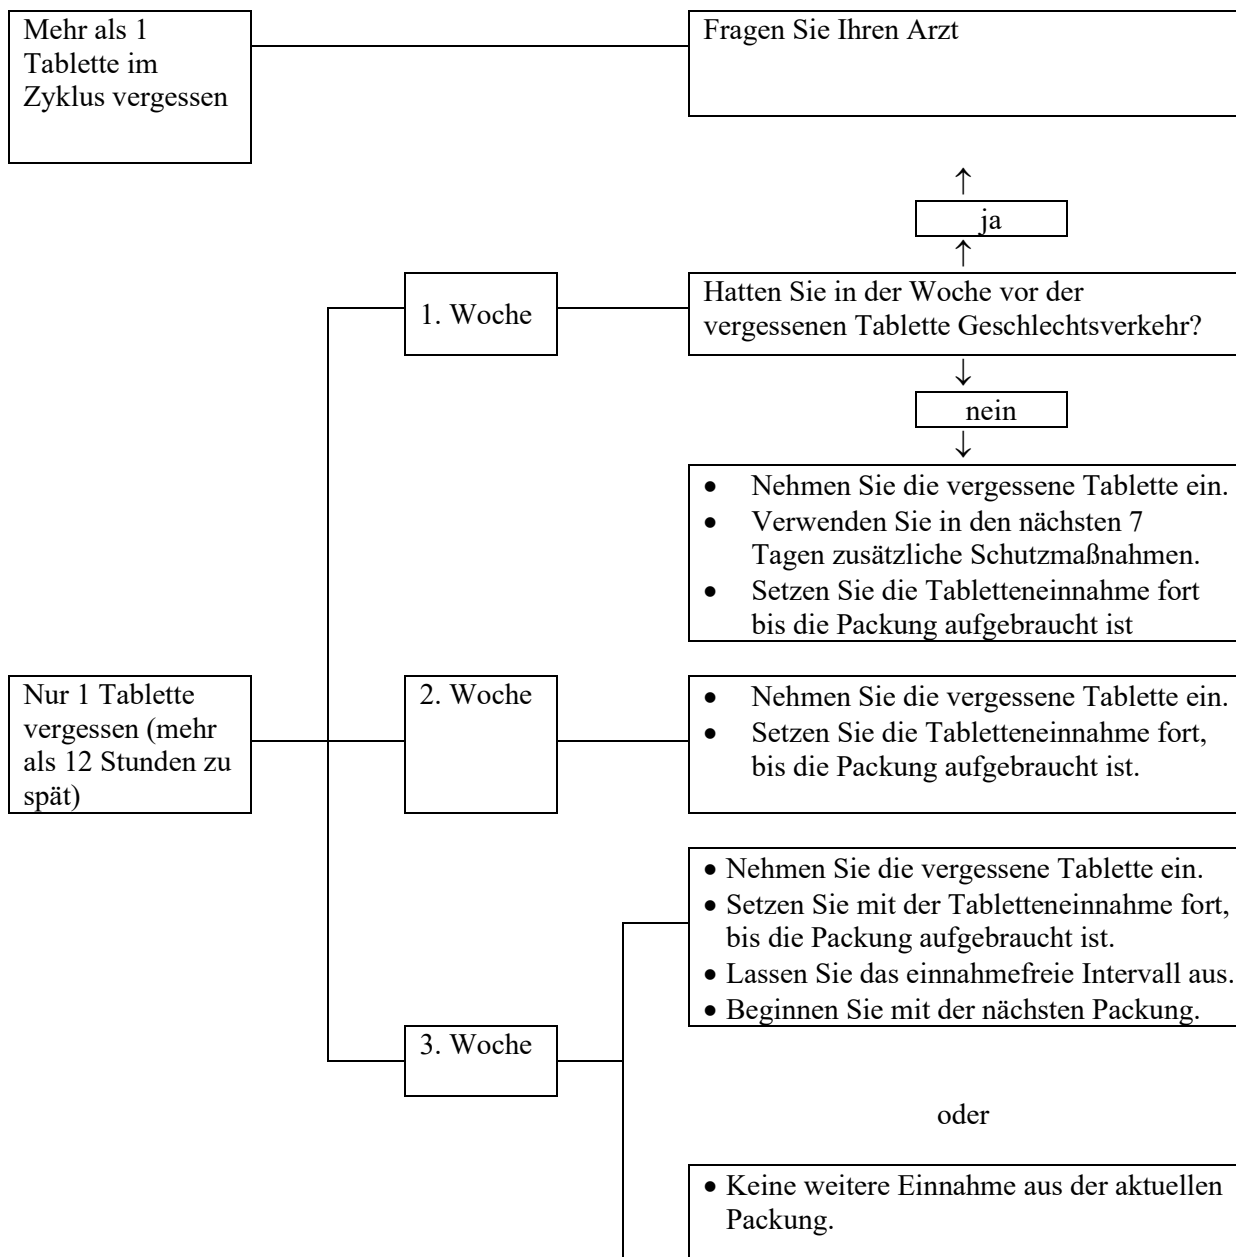 Mehr als 1
Tablette im
Zyklus vergessen
Fragen Sie Ihren Arzt
↑
ja
↑
1. Woche
Hatten Sie in der Woche vor der
vergessenen Tablette Geschlechtsverkehr?
↓
nein
↓
• Nehmen Sie die vergessene Tablette ein.
• Verwenden Sie in den nächsten 7
Tagen zusätzliche Schutzmaßnahmen.
• Setzen Sie die Tabletteneinnahme fort
bis die Packung aufgebraucht ist
Nur 1 Tablette
vergessen (mehr
als 12 Stunden zu
spät)
2. Woche
• Nehmen Sie die vergessene Tablette ein.
• Setzen Sie die Tabletteneinnahme fort,
bis die Packung aufgebraucht ist.
• Nehmen Sie die vergessene Tablette ein.
• Setzen Sie mit der Tabletteneinnahme fort,
bis die Packung aufgebraucht ist.
• Lassen Sie das einnahmefreie Intervall aus.
• Beginnen Sie mit der nächsten Packung.
3. Woche
oder
• Keine weitere Einnahme aus der aktuellen
Packung.